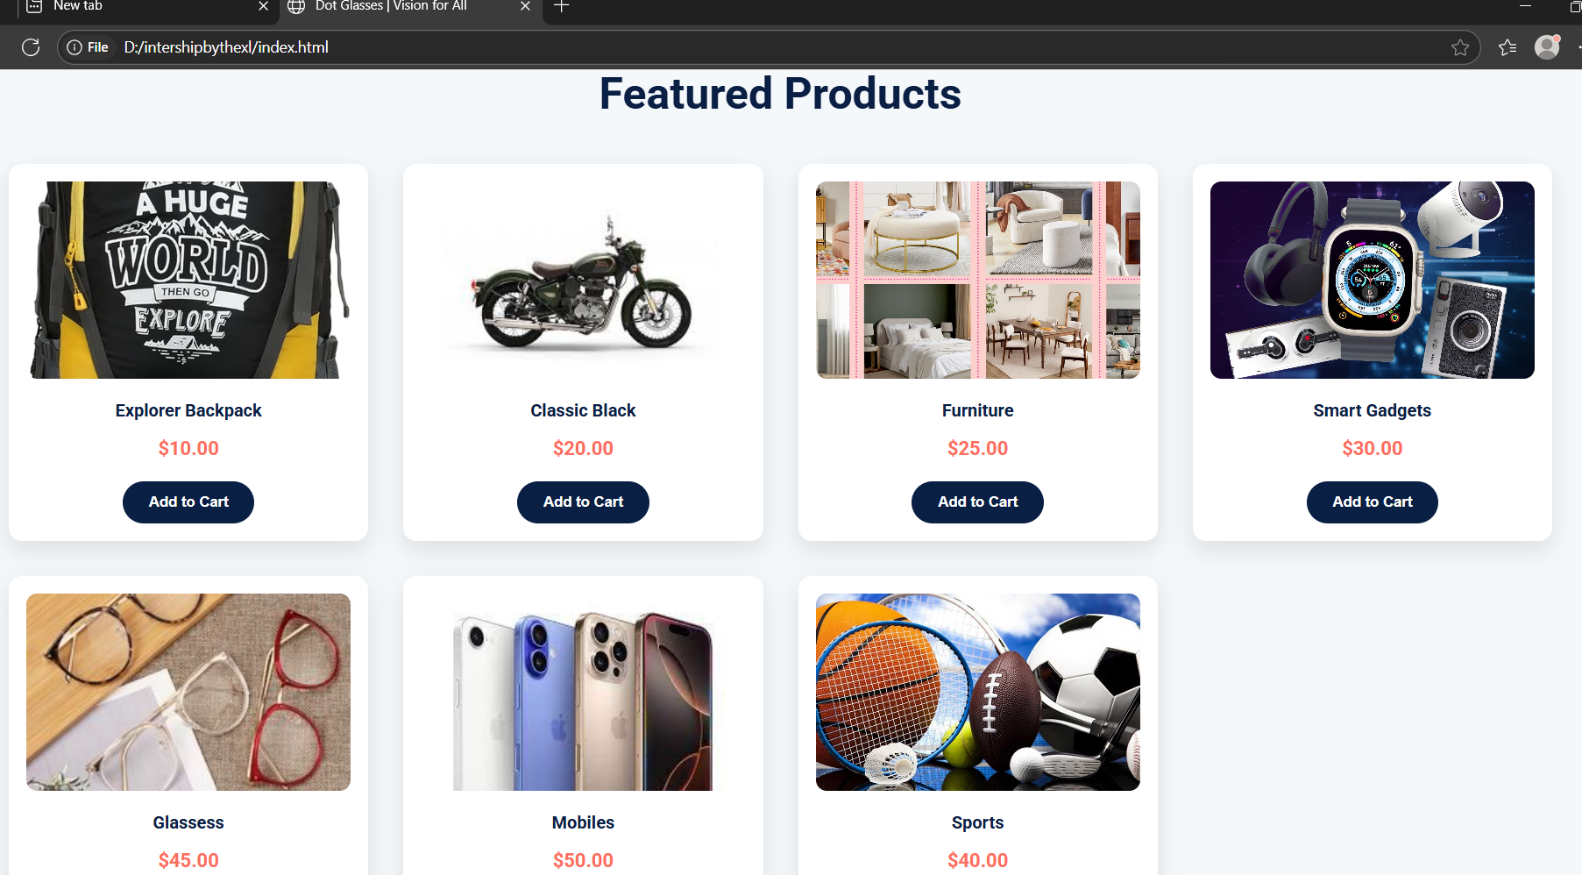 New tab
Dot Glasses | Vision for All
File D:/intershipbythexl/index.html
Featured Products
A HUGE
WORLD
THEN GO
EXPLORE
Explorer Backpack
$10.00
Add to Cart
Classic Black
$20.00
Add to Cart
Furniture
$25.00
Add to Cart
Smart Gadgets
$30.00
Add to Cart
Glassess
$45.00
Mobiles
$50.00
Sports
$40.00